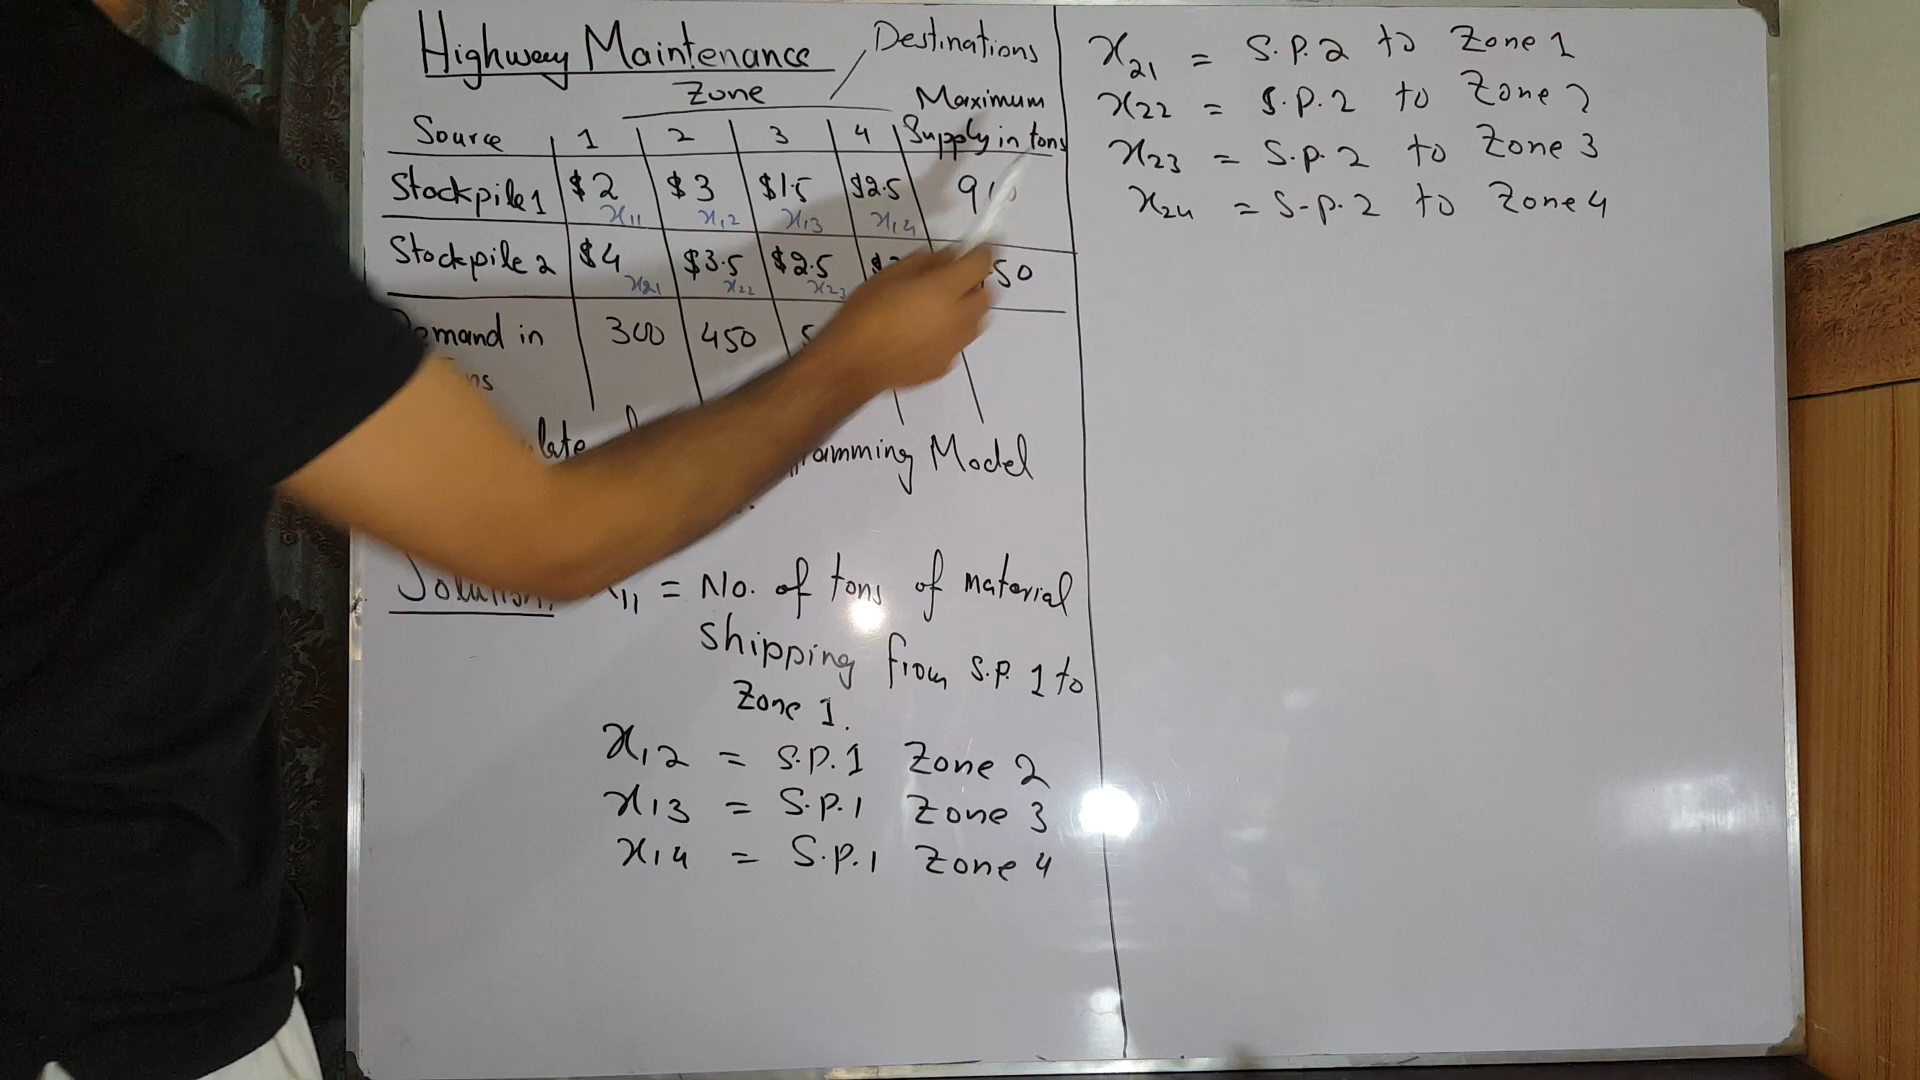 Highway Maintenance
Destinations
Zone
Maximum
Source 1 2 3 4 Supply in tons
Stockpile 1 $2 $3 $1.5 $2.5
x11 x12 x13 x14
Stockpile 2 $4 $3.5 $2.5
x21 x22 x23
in 300 450
Model
= No. of tons of material
shipping from S.P. 1 to
Zone 1.
x12 = S.P.1 Zone 2
x13 = S.P.1 Zone 3
x14 = S.P.1 Zone 4
x21 = S.P.2 to Zone 1
x22 = S.P.2 to Zone 2
x23 = S.P.2 to Zone 3
x24 = S.P.2 to Zone 4